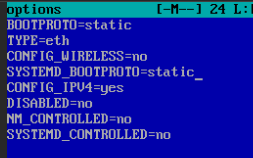 options [-M--] 24 L:
BOOTPROTO=static
TYPE=eth
CONFIG_WIRELESS=no
SYSTEMD_BOOTPROTO=static_
CONFIG_IPV4=yes
DISABLED=no
NM_CONTROLLED=no
SYSTEMD_CONTROLLED=no